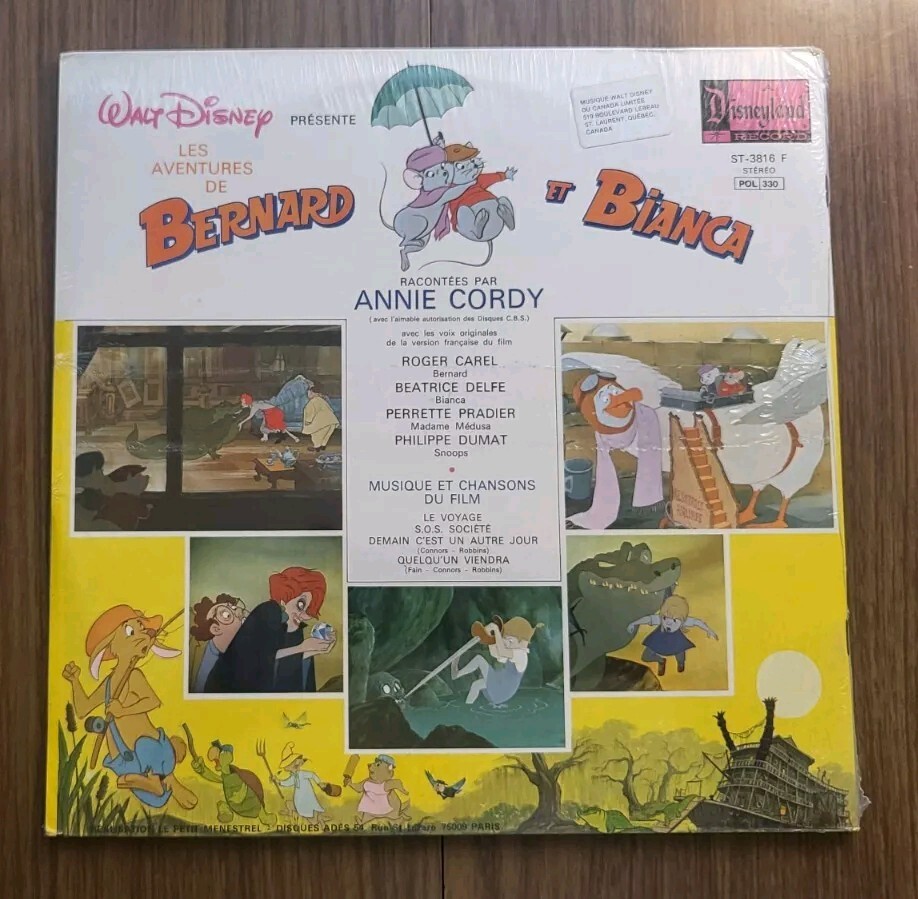 WALT DISNEY PRÉSENTE
MUSIQUE WALT DISNEY
DU CANADA LIMITÉE
519 BOULEVARD LEBEAU
ST. LAURENT, QUÉBEC,
CANADA
Disneyland
RECORD
ST-3816 F
STÉRÉO
POL 330
LES
AVENTURES
DE
BERNARD ET BIANCA
RACONTÉES PAR
ANNIE CORDY
(avec l'aimable autorisation des Disques C.B.S.)
avec les voix originales
de la version française du film
ROGER CAREL
Bernard
BEATRICE DELFE
Bianca
PERRETTE PRADIER
Madame Médusa
PHILIPPE DUMAT
Snoops
MUSIQUE ET CHANSONS
DU FILM
LE VOYAGE
S.O.S. SOCIÉTÉ
DEMAIN C'EST UN AUTRE JOUR
(Connors - Robbins)
QUELQU'UN VIENDRA
(Fain - Connors - Robbins)
LE PETIT MENESTREL - DISQUES ADES 54, 75009 PARIS